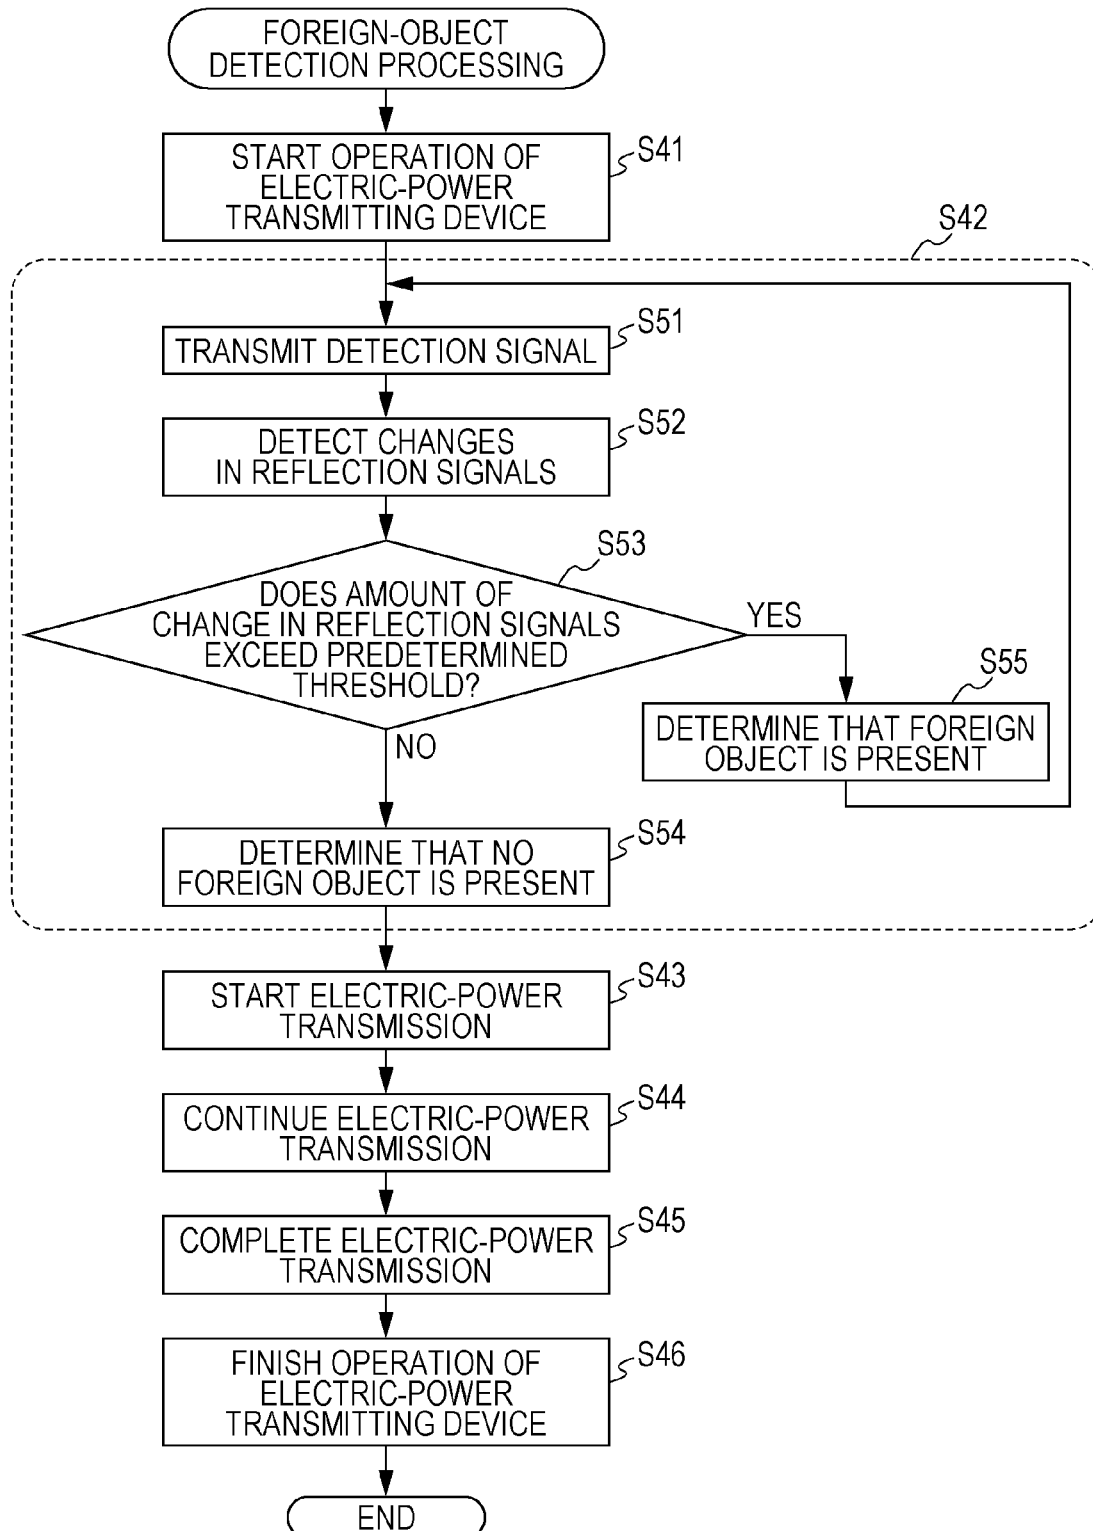 FOREIGN-OBJECT
DETECTION PROCESSING
S41
START OPERATION OF
ELECTRIC-POWER
TRANSMITTING DEVICE
S42
S51
TRANSMIT DETECTION SIGNAL
S52
DETECT CHANGES
IN REFLECTION SIGNALS
S53
DOES AMOUNT OF
CHANGE IN REFLECTION SIGNALS
EXCEED PREDETERMINED
THRESHOLD?
YES
S55
DETERMINE THAT FOREIGN
OBJECT IS PRESENT
NO
S54
DETERMINE THAT NO
FOREIGN OBJECT IS PRESENT
S43
START ELECTRIC-POWER
TRANSMISSION
S44
CONTINUE ELECTRIC-POWER
TRANSMISSION
S45
COMPLETE ELECTRIC-POWER
TRANSMISSION
S46
FINISH OPERATION OF
ELECTRIC-POWER
TRANSMITTING DEVICE
END